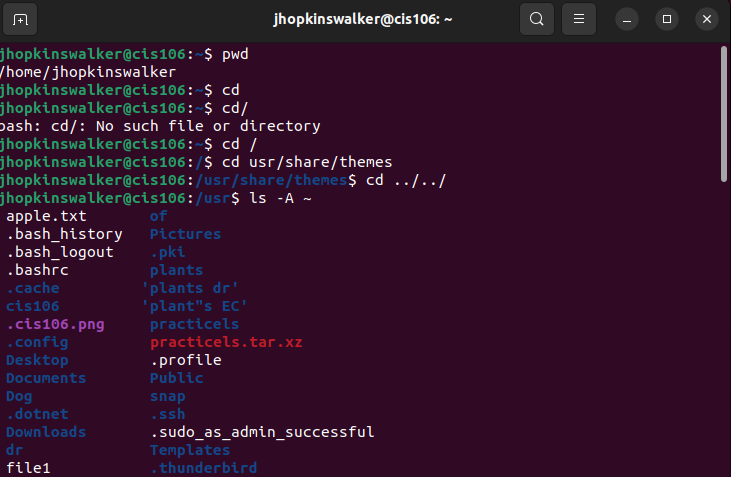 jhopkinswalker@cis106: ~
jhopkinswalker@cis106:~$ pwd
/home/jhopkinswalker
jhopkinswalker@cis106:~$ cd
jhopkinswalker@cis106:~$ cd/
bash: cd/: No such file or directory
jhopkinswalker@cis106:~$ cd /
jhopkinswalker@cis106:/$ cd usr/share/themes
jhopkinswalker@cis106:/usr/share/themes$ cd ../../
jhopkinswalker@cis106:/usr$ ls -A ~
apple.txt of
.bash_history Pictures
.bash_logout .pki
.bashrc plants
.cache 'plants dr'
cis106 'plant"s EC'
.cis106.png practicels
.config practicels.tar.xz
Desktop .profile
Documents Public
Dog snap
.dotnet .ssh
Downloads .sudo_as_admin_successful
dr Templates
file1 .thunderbird